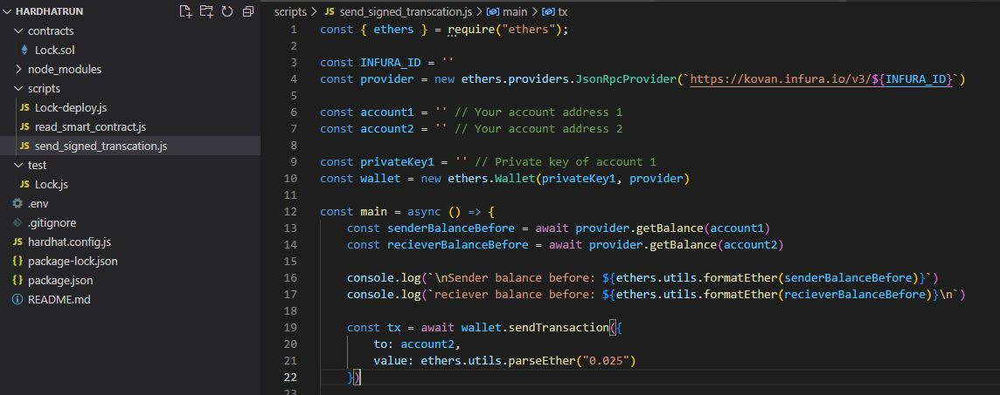 HARDHATRUN
contracts
Lock.sol
node_modules
scripts
JS Lock-deploy.js
JS read_smart_contract.js
JS send_signed_transcation.js
test
JS Lock.js
.env
.gitignore
JS hardhat.config.js
{} package-lock.json
{} package.json
README.md
scripts > JS send_signed_transcation.js > main > tx
1 const { ethers } = require("ethers");
2
3 const INFURA_ID = ''
4 const provider = new ethers.providers.JsonRpcProvider(`https://kovan.infura.io/v3/${INFURA_ID}`)
5
6 const account1 = '' // Your account address 1
7 const account2 = '' // Your account address 2
8
9 const privateKey1 = '' // Private key of account 1
10 const wallet = new ethers.Wallet(privateKey1, provider)
11
12 const main = async () => {
13 const senderBalanceBefore = await provider.getBalance(account1)
14 const recieverBalanceBefore = await provider.getBalance(account2)
15
16 console.log(`\nSender balance before: ${ethers.utils.formatEther(senderBalanceBefore)}`)
17 console.log(`reciever balance before: ${ethers.utils.formatEther(recieverBalanceBefore)}\n`)
18
19 const tx = await wallet.sendTransaction({
20 to: account2,
21 value: ethers.utils.parseEther("0.025")
22 })
23